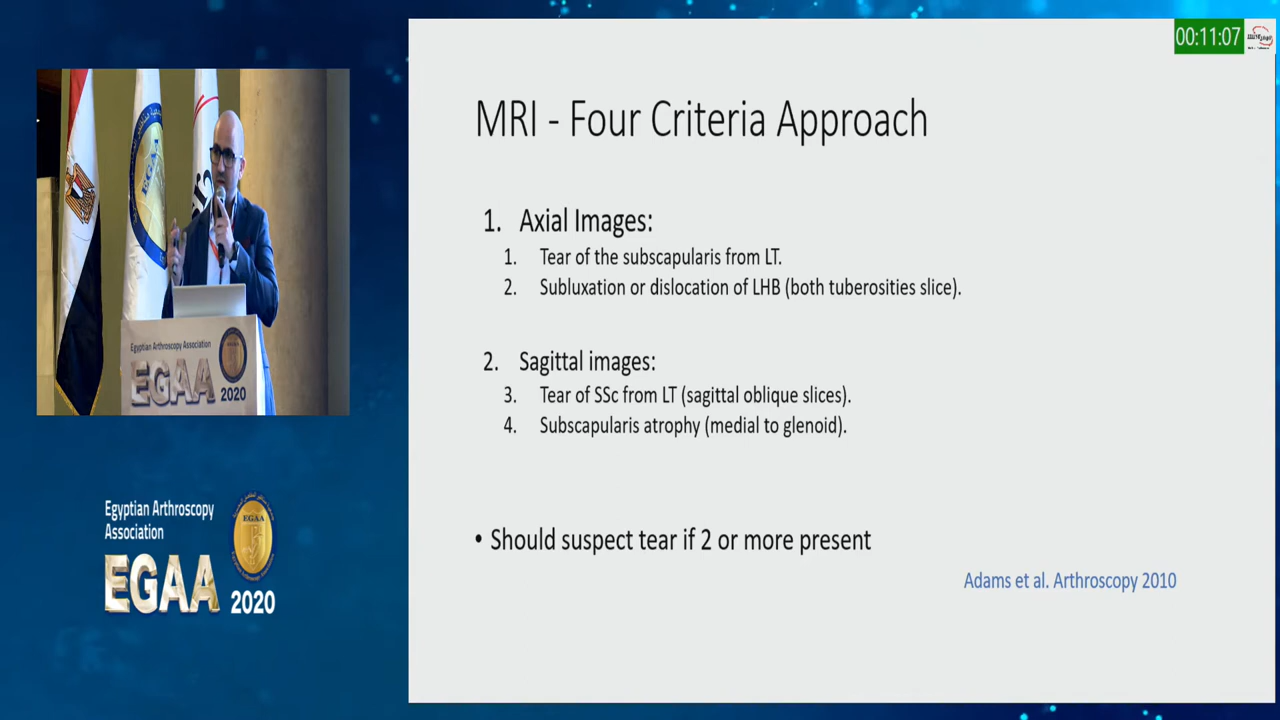 00:11:07
MRI - Four Criteria Approach
1. Axial Images:
1. Tear of the subscapularis from LT.
2. Subluxation or dislocation of LHB (both tuberosities slice).
2. Sagittal images:
3. Tear of SSc from LT (sagittal oblique slices).
4. Subscapularis atrophy (medial to glenoid).
• Should suspect tear if 2 or more present
Adams et al. Arthroscopy 2010
EGAA
Egyptian Arthroscopy Association
EGAA
2020
Egyptian Arthroscopy
Association
EGAA
EGAA
2020